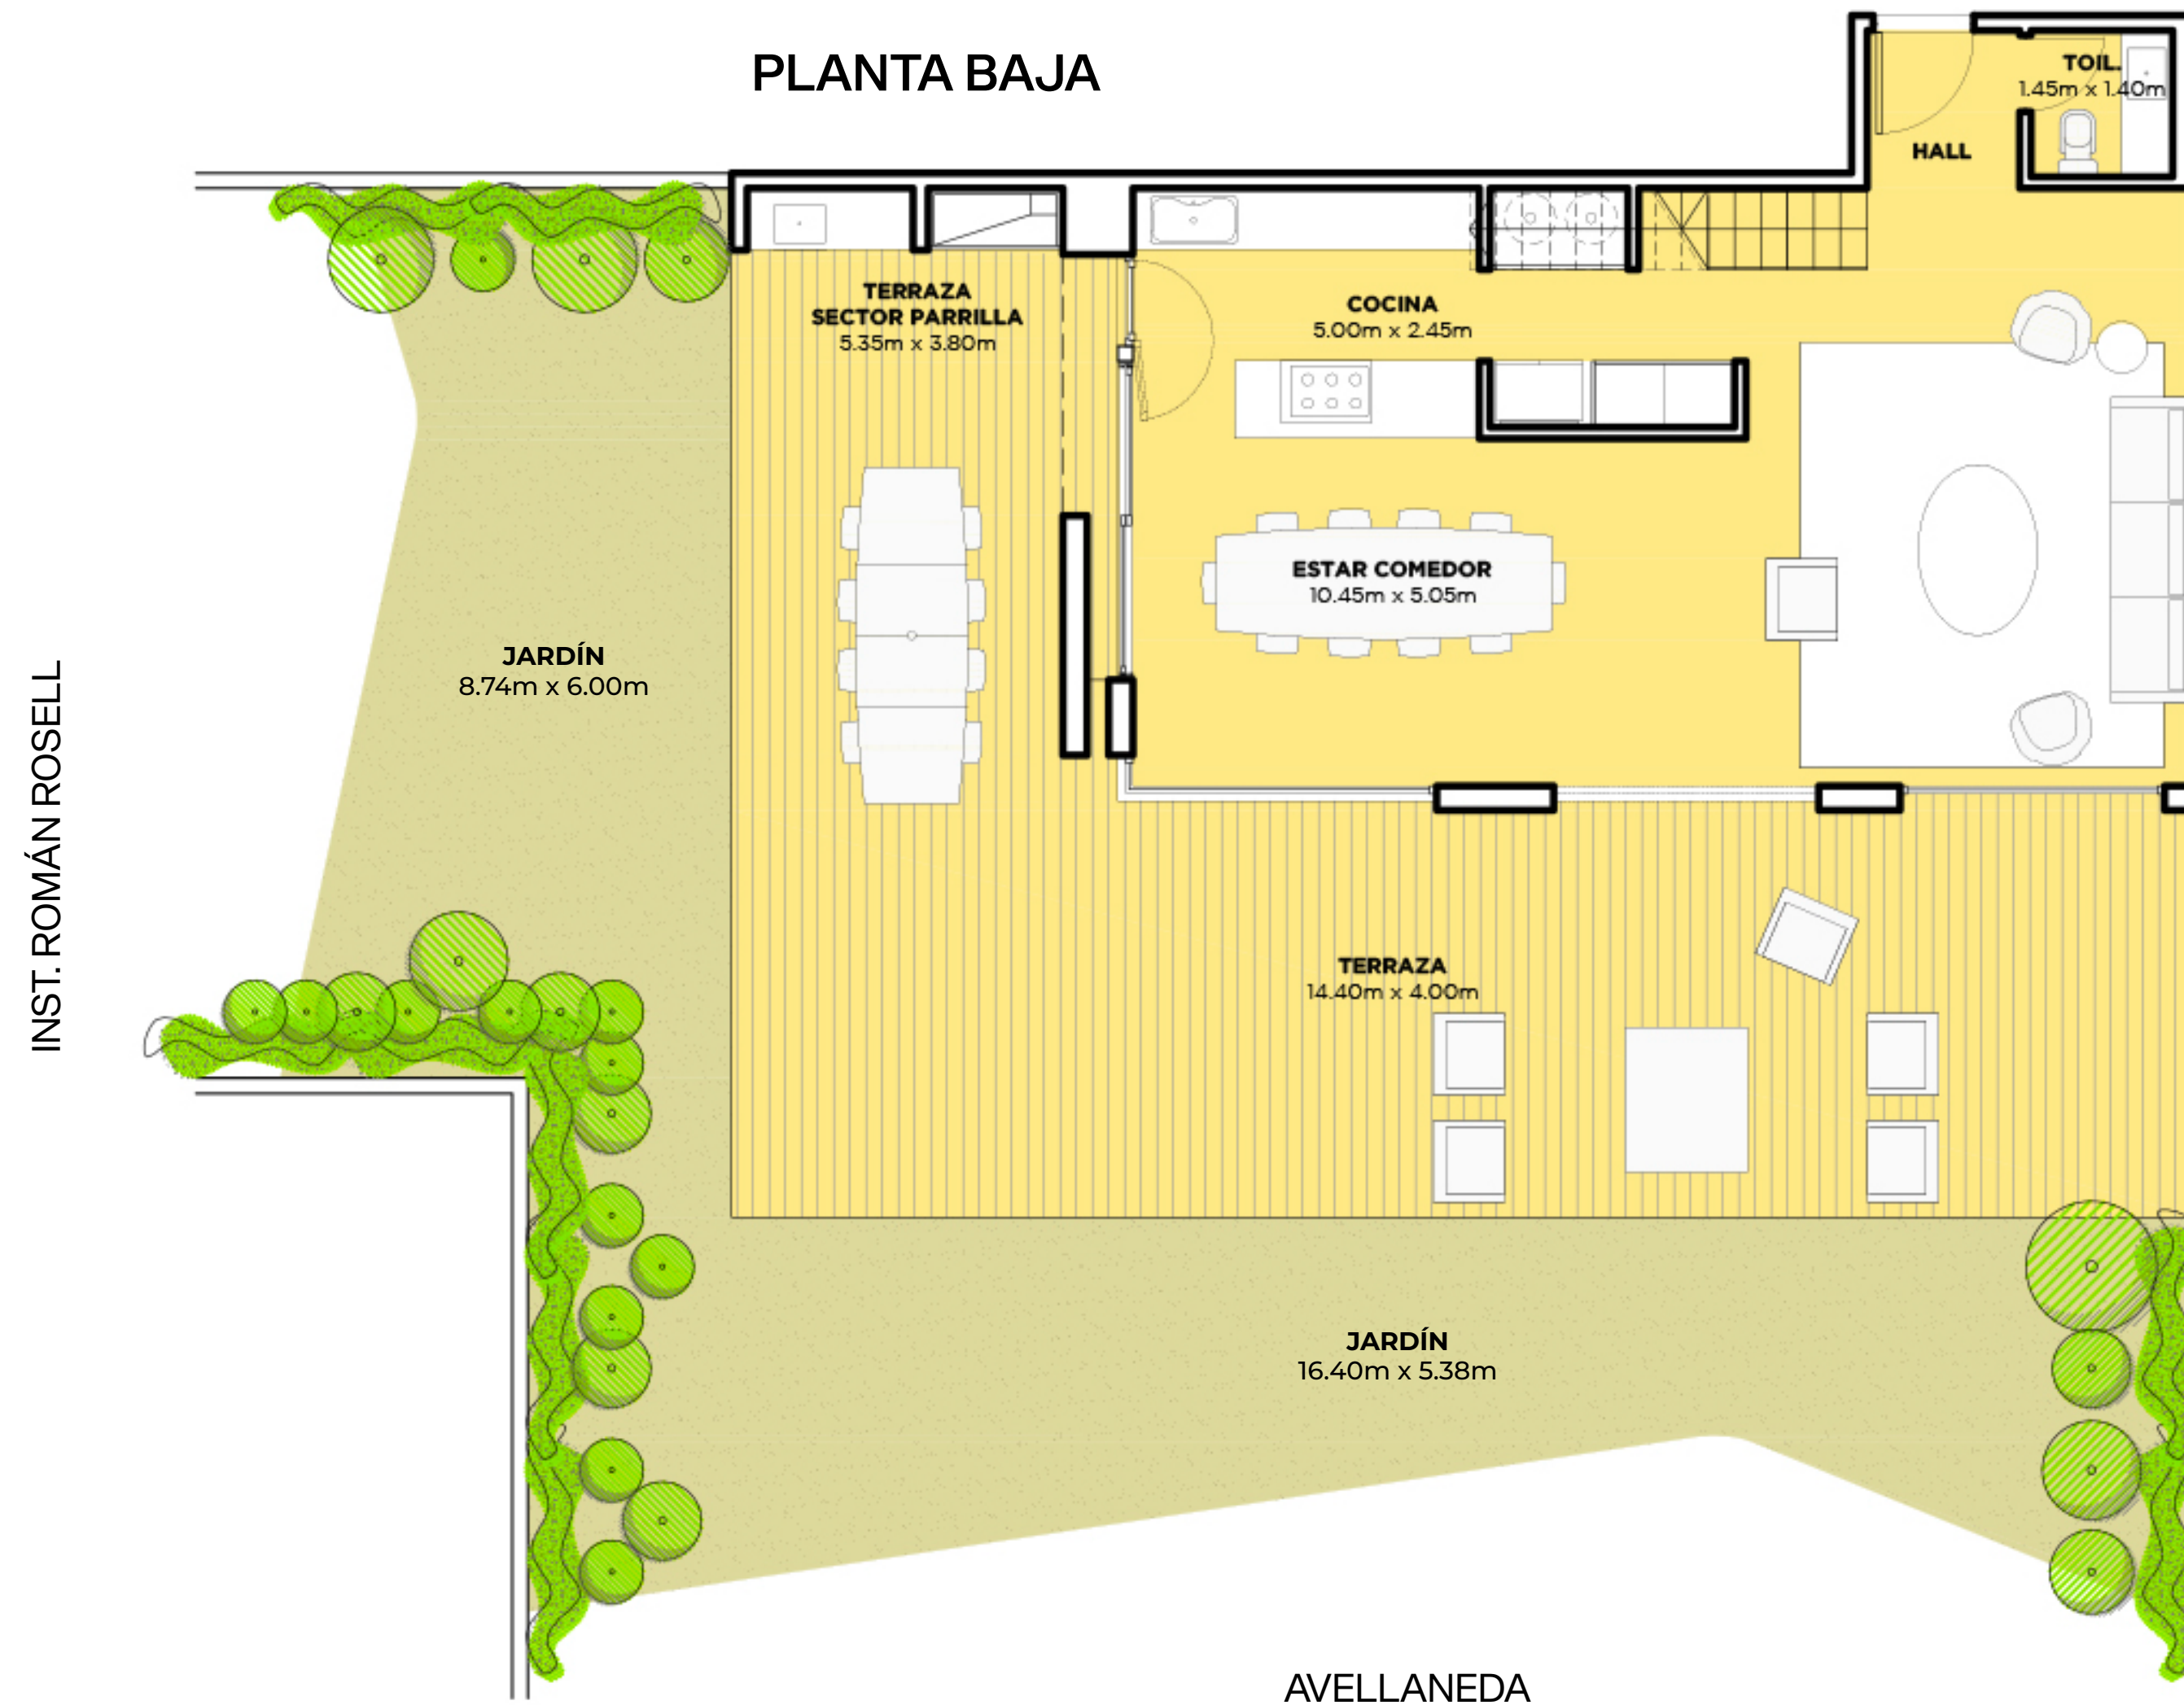 PLANTA BAJA
TOIL.
1.45m x 1.40m
HALL
TERRAZA
SECTOR PARRILLA
5.35m x 3.80m
COCINA
5.00m x 2.45m
ESTAR COMEDOR
10.45m x 5.05m
JARDÍN
8.74m x 6.00m
INST. ROMÁN ROSELL
TERRAZA
14.40m x 4.00m
JARDÍN
16.40m x 5.38m
AVELLANEDA